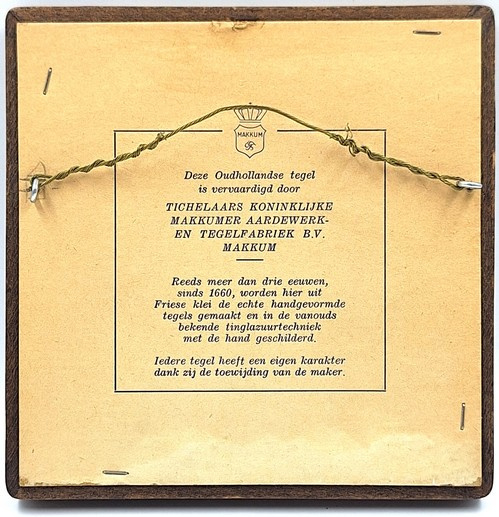 MAKKUM
Deze Oudhollandse tegel
is vervaardigd door
TICHELAARS KONINKLIJKE
MAKKUMER AARDEWERK-
EN TEGELFABRIEK B.V.
MAKKUM
Reeds meer dan drie eeuwen,
sinds 1660, worden hier uit
Friese klei de echte handgevormde
tegels gemaakt en in de vanouds
bekende tinglazuurtechniek
met de hand geschilderd.
Iedere tegel heeft een eigen karakter
dank zij de toewijding van de maker.